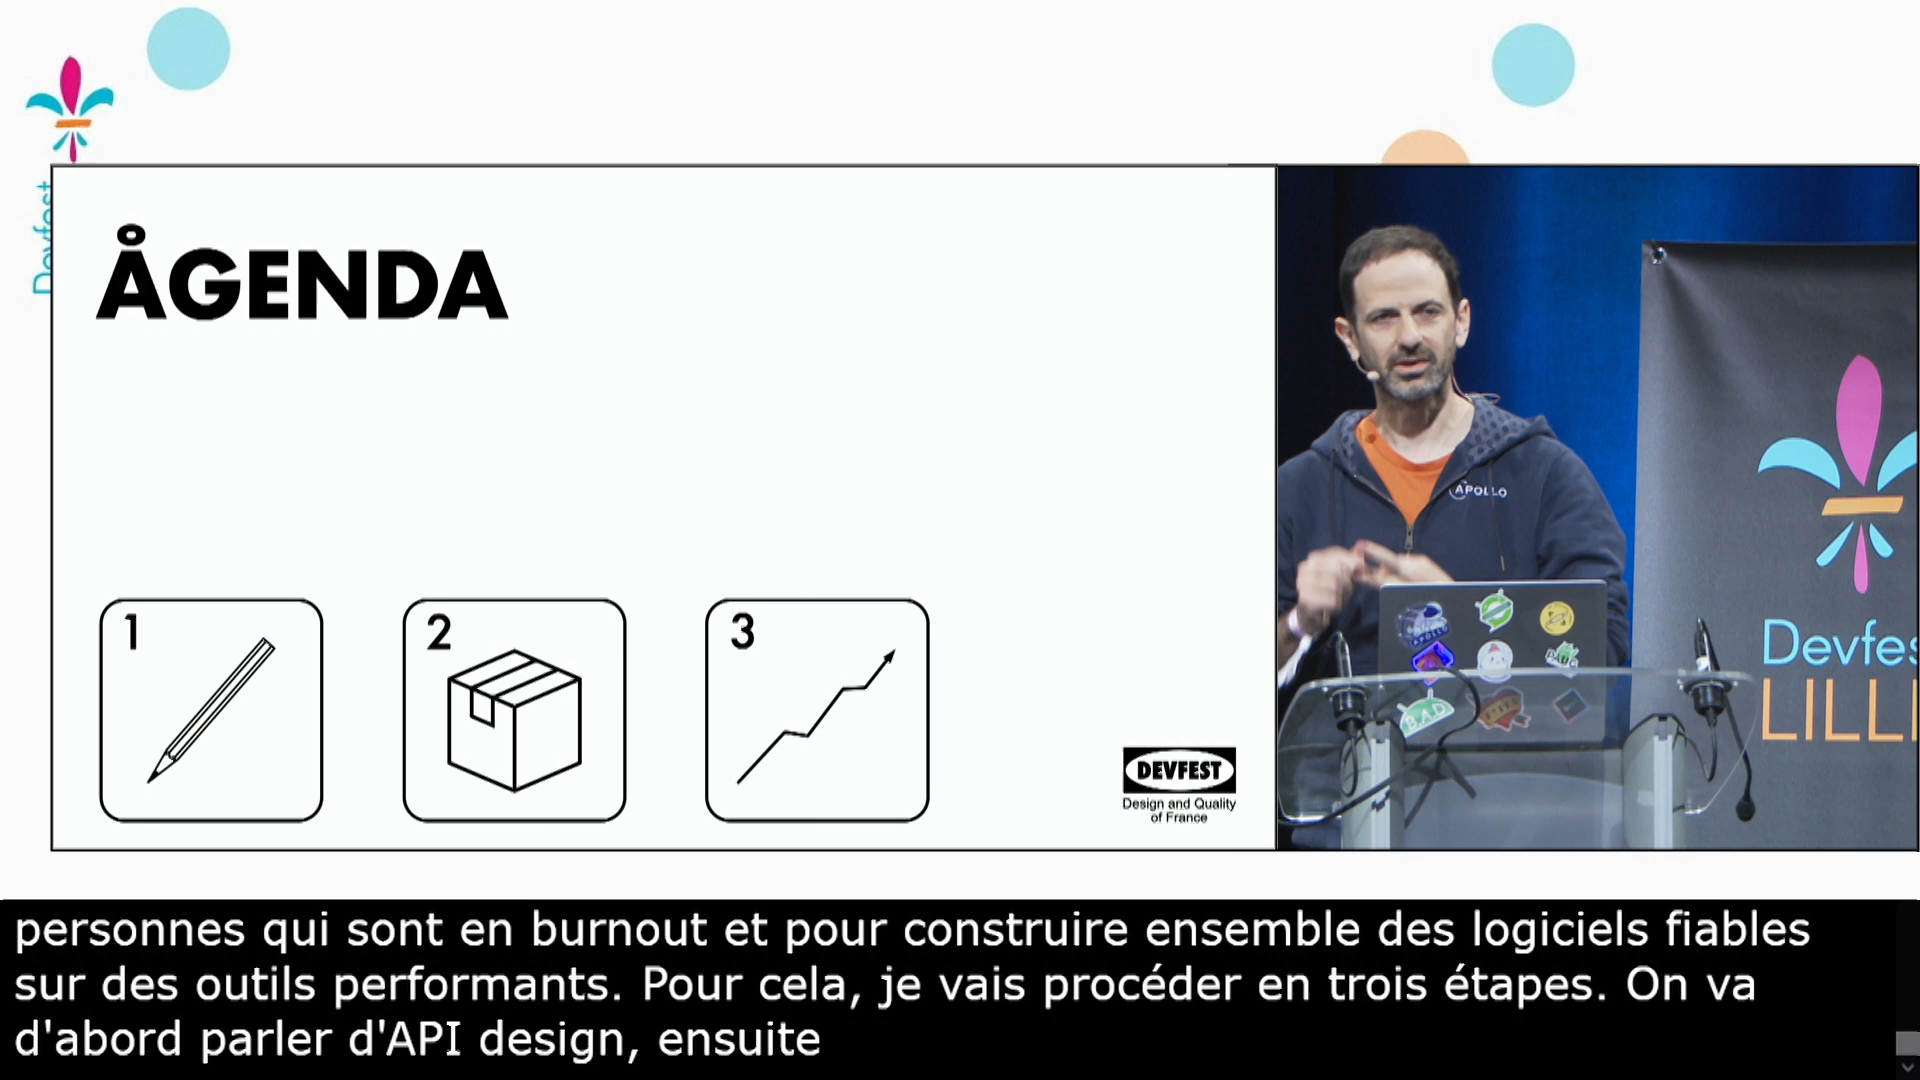 Devfest
ÅGENDA
1
2
3
DEVFEST
Design and Quality
of France
APOLLO
APOLLO
B.A.D
Devfes
LILL
personnes qui sont en burnout et pour construire ensemble des logiciels fiables
sur des outils performants. Pour cela, je vais procéder en trois étapes. On va
d'abord parler d'API design, ensuite